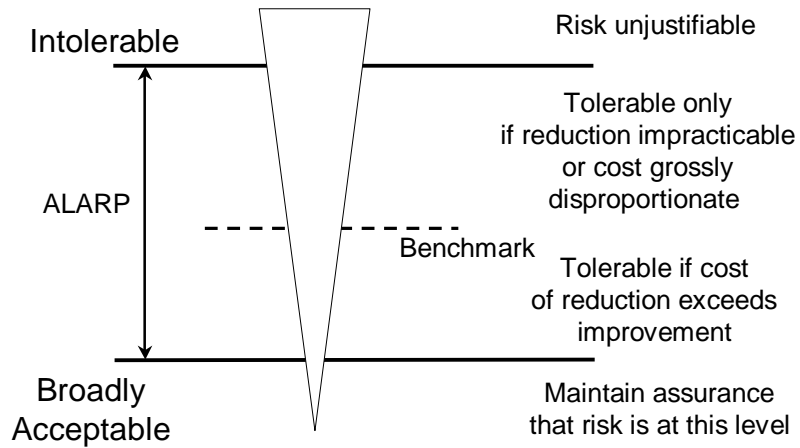 Intolerable
Risk unjustifiable
Tolerable only
if reduction impracticable
or cost grossly
disproportionate
ALARP
Benchmark
Tolerable if cost
of reduction exceeds
improvement
Broadly
Acceptable
Maintain assurance
that risk is at this level